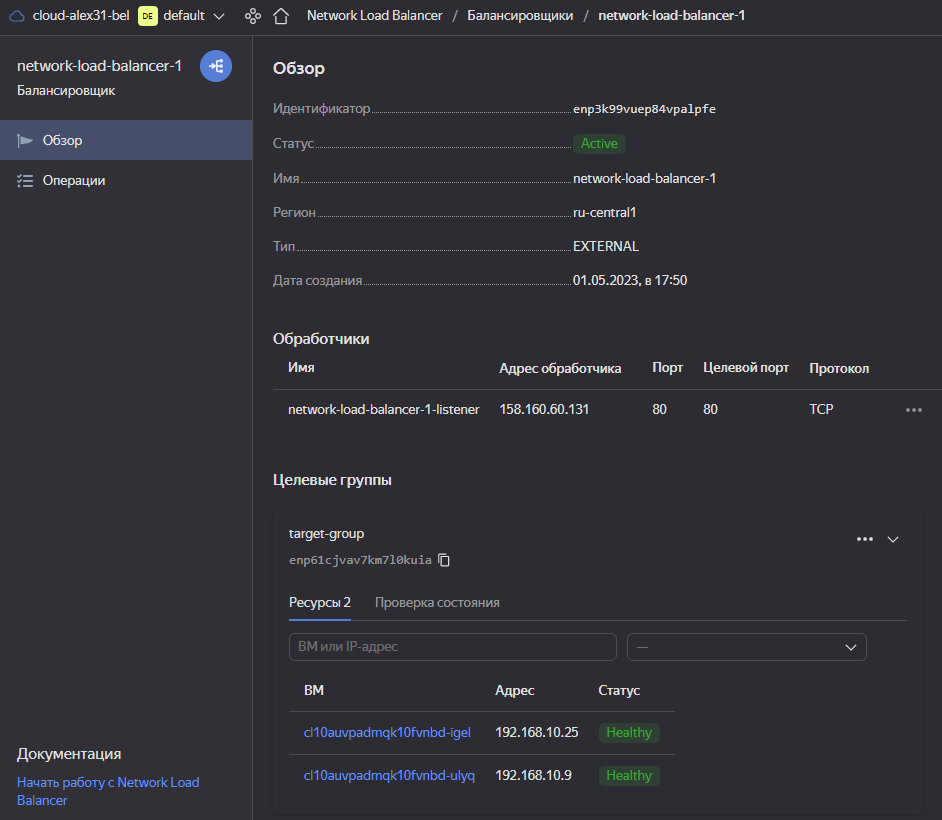 cloud-alex31-bel DE default Network Load Balancer / Балансировщики / network-load-balancer-1
network-load-balancer-1
Балансировщик
Обзор
Операции
Документация
Начать работу с Network Load
Balancer
Обзор
Идентификатор enp3k99vuep84vpalpfe
Статус Active
Имя network-load-balancer-1
Регион ru-central1
Тип EXTERNAL
Дата создания 01.05.2023, в 17:50
Обработчики
Имя Адрес обработчика Порт Целевой порт Протокол
network-load-balancer-1-listener 158.160.60.131 80 80 TCP
Целевые группы
target-group
enp61cjvav7km7l0kuia
Ресурсы 2 Проверка состояния
ВМ или IP-адрес —
ВМ Адрес Статус
cl10auvpadmqk10fvnbd-igel 192.168.10.25 Healthy
cl10auvpadmqk10fvnbd-ulyq 192.168.10.9 Healthy